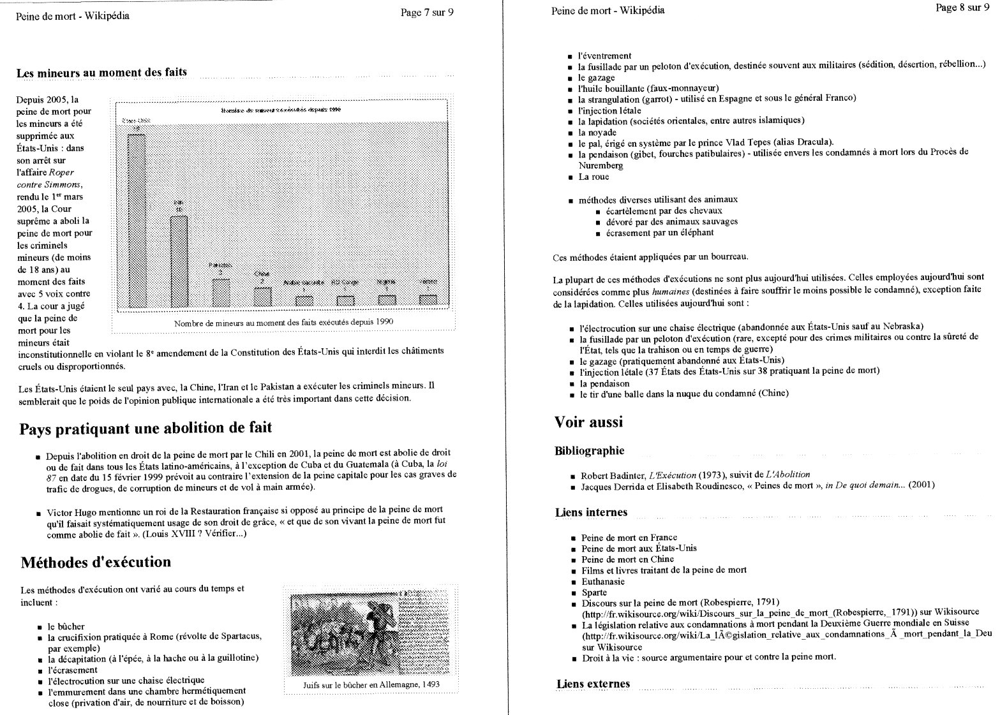 Peine de mort - Wikipédia
Page 7 sur 9
Les mineurs au moment des faits
Depuis 2005, la
peine de mort pour
les mineurs a été
supprimée aux
États-Unis : dans
son arrêt sur
l'affaire Roper
contre Simmons,
rendu le 1er mars
2005, la Cour
suprême a aboli la
peine de mort pour
les criminels
mineurs (de moins
de 18 ans) au
moment des faits
avec 5 voix contre
4. La cour a jugé
que la peine de
mort pour les
mineurs était
inconstitutionnelle en violant le 8e amendement de la Constitution des États-Unis qui interdit les châtiments
cruels ou disproportionnés.
Nombre de mineurs exécutés depuis 1990
Iran
Pakistan
3
Chine
2
Nigeria
Nombre de mineurs au moment des faits exécutés depuis 1990
Les États-Unis étaient le seul pays avec, la Chine, l'Iran et le Pakistan a exécuter les criminels mineurs. Il
semblerait que le poids de l'opinion publique internationale a été très important dans cette décision.
Pays pratiquant une abolition de fait
▪ Depuis l'abolition en droit de la peine de mort par le Chili en 2001, la peine de mort est abolie de droit
ou de fait dans tous les États latino-américains, à l'exception de Cuba et du Guatemala (à Cuba, la loi
87 en date du 15 février 1999 prévoit au contraire l'extension de la peine capitale pour les cas graves de
trafic de drogues, de corruption de mineurs et de vol à main armée).
▪ Victor Hugo mentionne un roi de la Restauration française si opposé au principe de la peine de mort
qu'il faisait systématiquement usage de son droit de grâce, « et que de son vivant la peine de mort fut
comme abolie de fait ». (Louis XVIII ? Vérifier...)
Méthodes d'exécution
Les méthodes d'exécution ont varié au cours du temps et
incluent :
▪ le bûcher
▪ la crucifixion pratiquée à Rome (révolte de Spartacus,
par exemple)
▪ la décapitation (à l'épée, à la hache ou à la guillotine)
▪ l'écrasement
▪ l'électrocution sur une chaise électrique
▪ l'emmurement dans une chambre hermétiquement
close (privation d'air, de nourriture et de boisson)
Juifs sur le bûcher en Allemagne, 1493
Peine de mort - Wikipédia
Page 8 sur 9
▪ l'éventrement
▪ la fusillade par un peloton d'exécution, destinée souvent aux militaires (sédition, désertion, rébellion...)
▪ le gazage
▪ l'huile bouillante (faux-monnayeur)
▪ la strangulation (garrot) - utilisé en Espagne et sous le général Franco)
▪ l'injection létale
▪ la lapidation (sociétés orientales, entre autres islamiques)
▪ la noyade
▪ le pal, érigé en système par le prince Vlad Tepes (alias Dracula).
▪ la pendaison (gibet, fourches patibulaires) - utilisée envers les condamnés à mort lors du Procès de
Nuremberg
▪ La roue
▪ méthodes diverses utilisant des animaux
▪ écartèlement par des chevaux
▪ dévoré par des animaux sauvages
▪ écrasement par un éléphant
Ces méthodes étaient appliquées par un bourreau.
La plupart de ces méthodes d'exécutions ne sont plus aujourd'hui utilisées. Celles employées aujourd'hui sont
considérées comme plus humaines (destinées à faire souffrir le moins possible le condamné), exception faite
de la lapidation. Celles utilisées aujourd'hui sont :
▪ l'électrocution sur une chaise électrique (abandonnée aux États-Unis sauf au Nebraska)
▪ la fusillade par un peloton d'exécution (rare, excepté pour des crimes militaires ou contre la sûreté de
l'État, tels que la trahison ou en temps de guerre)
▪ le gazage (pratiquement abandonné aux États-Unis)
▪ l'injection létale (37 États des États-Unis sur 38 pratiquant la peine de mort)
▪ la pendaison
▪ le tir d'une balle dans la nuque du condamné (Chine)
Voir aussi
Bibliographie
▪ Robert Badinter, L'Exécution (1973), suivit de L'Abolition
▪ Jacques Derrida et Elisabeth Roudinesco, « Peines de mort », in De quoi demain... (2001)
Liens internes
▪ Peine de mort en France
▪ Peine de mort aux États-Unis
▪ Peine de mort en Chine
▪ Films et livres traitant de la peine de mort
▪ Euthanasie
▪ Sparte
▪ Discours sur la peine de mort (Robespierre, 1791)
(http://fr.wikisource.org/wiki/Discours_sur_la_peine_de_mort_(Robespierre,_1791)) sur Wikisource
▪ La législation relative aux condamnations à mort pendant la Deuxième Guerre mondiale en Suisse
(http://fr.wikisource.org/wiki/La_lÃ©gislation_relative_aux_condamnations_Ã _mort_pendant_la_Deu
sur Wikisource
▪ Droit à la vie : source argumentaire pour et contre la peine mort.
Liens externes